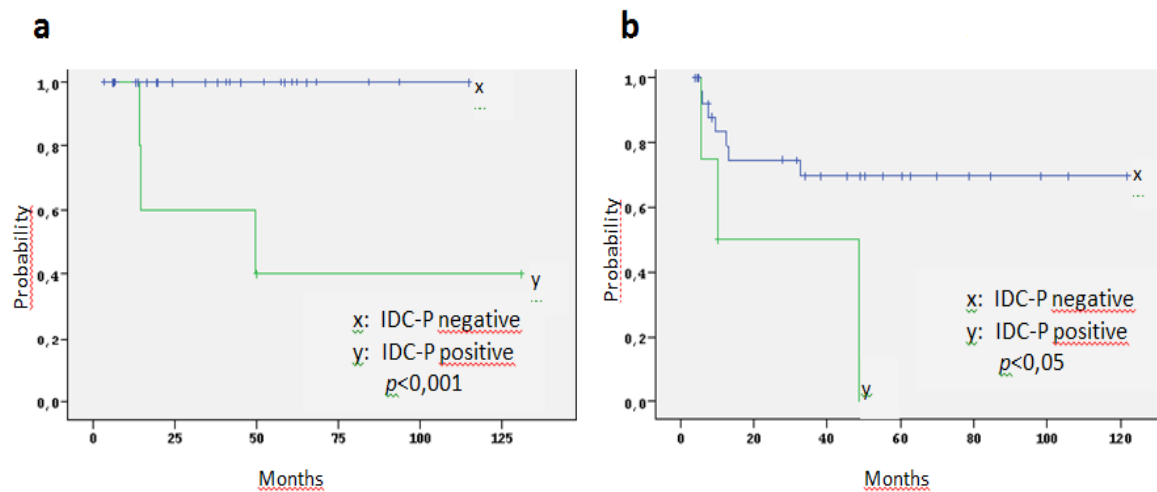 a
1,0
0,8
0,6
0,4
0,2
0,0
Probability
0 25 50 75 100 125
Months
x
y
x: IDC-P negative
y: IDC-P positive
p<0,001
b
1,0
0,8
0,6
0,4
0,2
0,0
Probability
0 20 40 60 80 100 120
Months
x
y
x: IDC-P negative
y: IDC-P positive
p<0,05